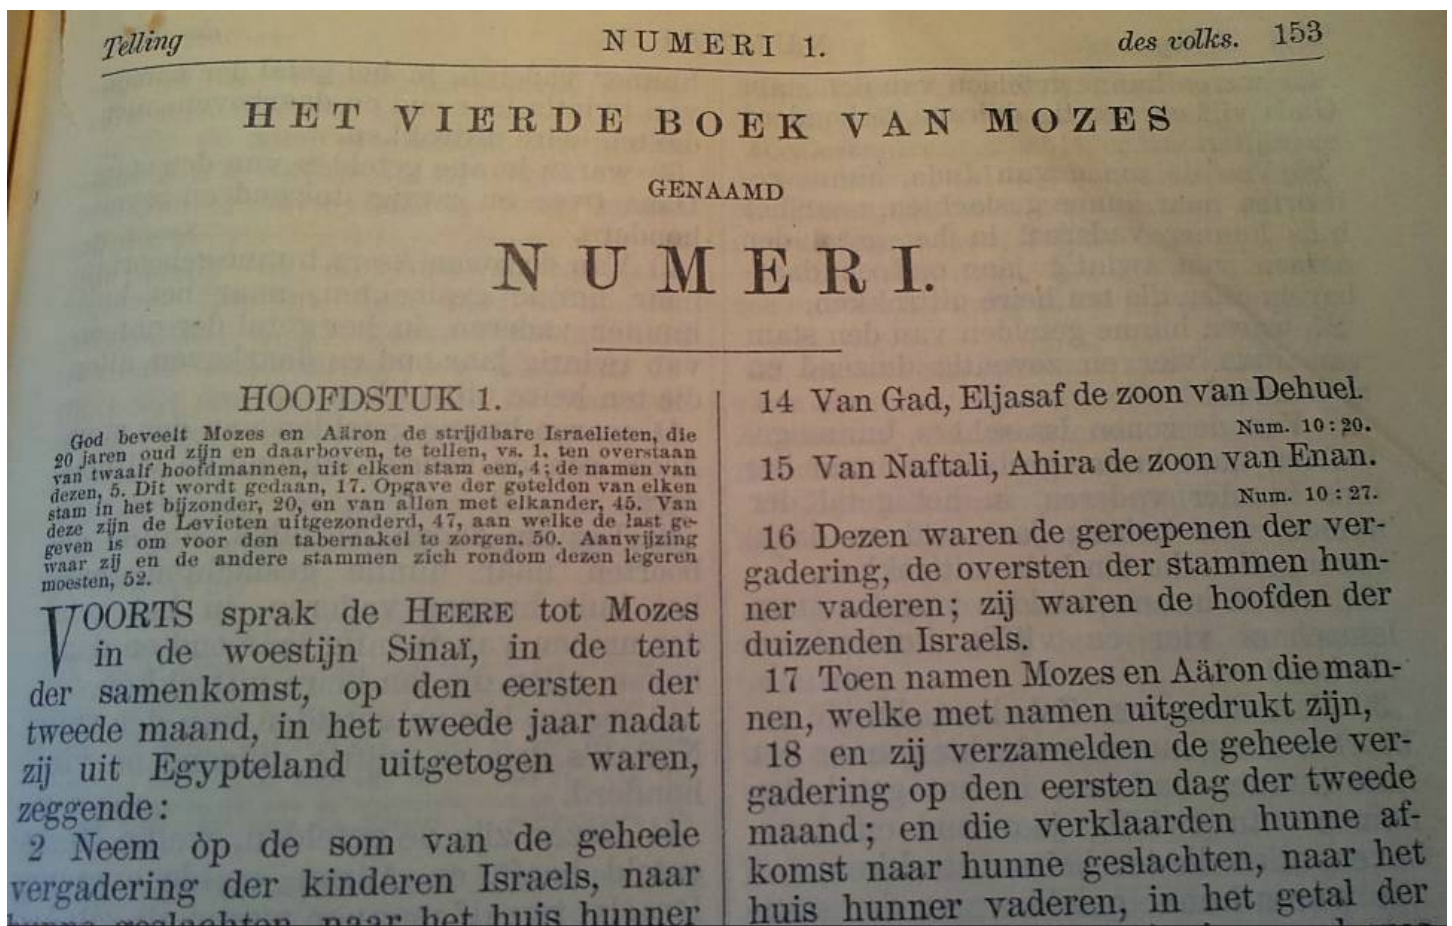 Telling NUMERI 1. des volks. 153
HET VIERDE BOEK VAN MOZES
GENAAMD
NUMERI.
HOOFDSTUK 1.
God beveelt Mozes en Aäron de strijdbare Israelieten, die
20 jaren oud zijn en daarboven, te tellen, vs. 1. ten overstaan
van twaalf hoofdmannen, uit elken stam een, 4; de namen van
dezen, 5. Dit wordt gedaan, 17. Opgave der getelden van elken
stam in het bijzonder, 20, en van allen met elkander, 45. Van
deze zijn de Levieten uitgezonderd, 47, aan welke de last ge-
geven is om voor den tabernakel te zorgen. 50. Aanwijzing
waar zij en de andere stammen zich rondom dezen legeren
moesten, 52.
VOORTS sprak de HEERE tot Mozes
in de woestijn Sinaï, in de tent
der samenkomst, op den eersten der
tweede maand, in het tweede jaar nadat
zij uit Egypteland uitgetogen waren,
zeggende:
2 Neem òp de som van de geheele
vergadering der kinderen Israels, naar
hunne geslachten, naar het huis hunner
14 Van Gad, Eljasaf de zoon van Dehuel.
Num. 10:20.
15 Van Naftali, Ahira de zoon van Enan.
Num. 10:27.
16 Dezen waren de geroepenen der ver-
gadering, de oversten der stammen hun-
ner vaderen; zij waren de hoofden der
duizenden Israels.
17 Toen namen Mozes en Aäron die man-
nen, welke met namen uitgedrukt zijn,
18 en zij verzamelden de geheele ver-
gadering op den eersten dag der tweede
maand; en die verklaarden hunne af-
komst naar hunne geslachten, naar het
huis hunner vaderen, in het getal der